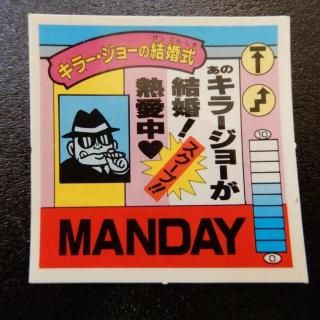 けっこんしき
キラー・ジョーの結婚式
あの
キラージョーが
結婚!
熱愛中♥
スクープ!!
MANDAY
10
0